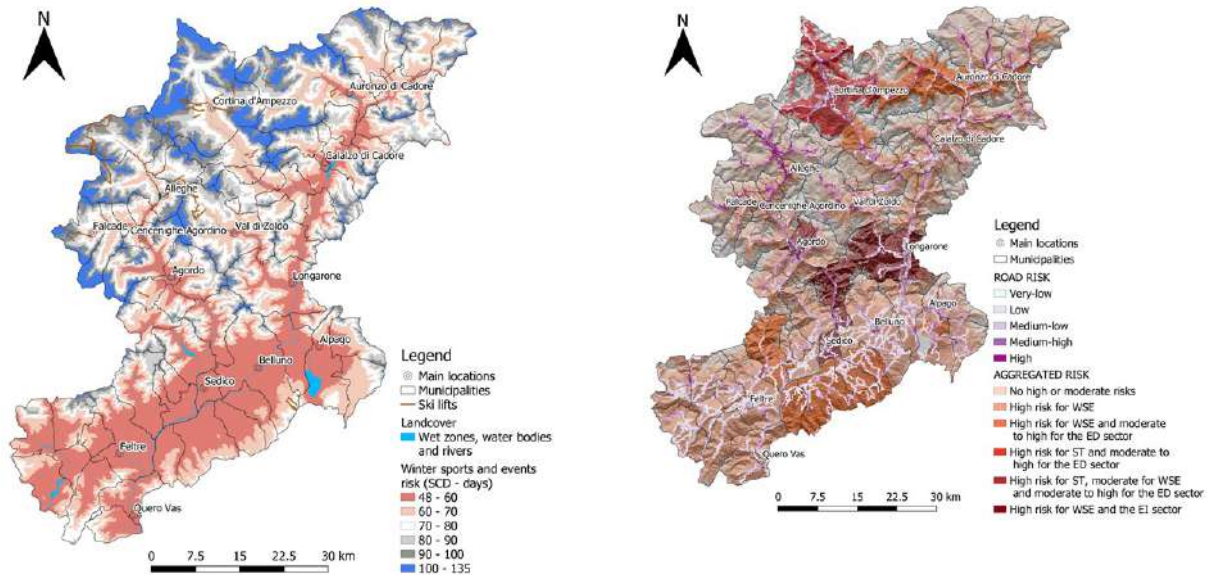 N
Cortina d'Ampezzo
Auronzo di Cadore
Calalzo di Cadore
Alleghe
Falcade
Cencenighe Agordino
Val di Zoldo
Agordo
Longarone
Alpago
Belluno
Sedico
Feltre
Quero Vas
Legend
Main locations
Municipalities
Ski lifts
Landcover
Wet zones, water bodies
and rivers
Winter sports and events
risk (SCD - days)
48 - 60
60 - 70
70 - 80
80 - 90
90 - 100
100 - 135
0 7.5 15 22.5 30 km
N
Cortina d'Ampezzo
Auronzo di Cadore
Calalzo di Cadore
Alleghe
Falcade
Cencenighe Agordino
Val di Zoldo
Agordo
Longarone
Alpago
Belluno
Sedico
Feltre
Quero Vas
Legend
Main locations
Municipalities
ROAD RISK
Very-low
Low
Medium-low
Medium-high
High
AGGREGATED RISK
No high or moderate risks
High risk for WSE
High risk for WSE and moderate
to high for the ED sector
High risk for ST and moderate to
high for the ED sector
High risk for ST, moderate for WSE
and moderate to high for the ED sector
High risk for WSE and the EI sector
0 7.5 15 22.5 30 km